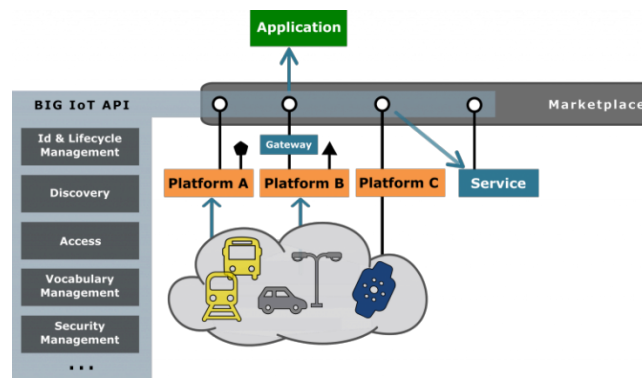 Application
BIG IoT API
Marketplace
Id & Lifecycle
Management
Gateway
Platform A
Platform B
Platform C
Service
Discovery
Access
Vocabulary
Management
Security
Management
...